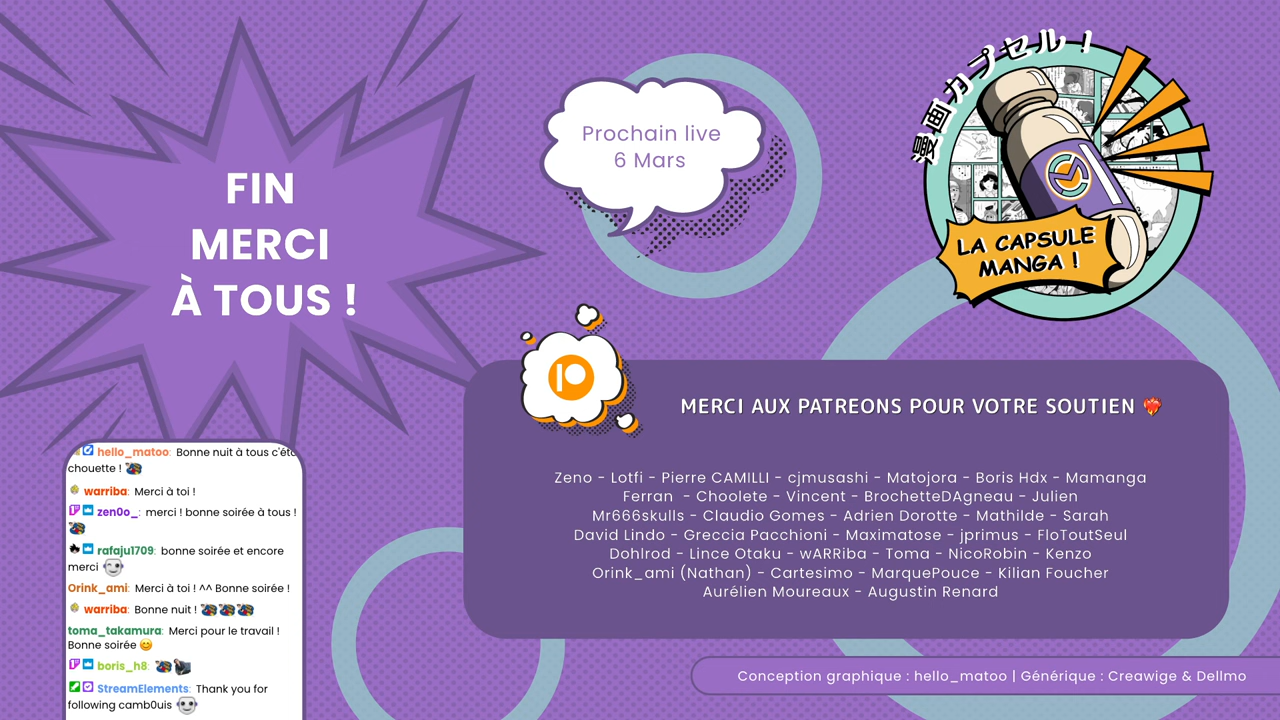 FIN
MERCI
À TOUS !
Prochain live
6 Mars
漫画カプセル！
LA CAPSULE
MANGA !
MERCI AUX PATREONS POUR VOTRE SOUTIEN ❤️‍🔥
Zeno - Lotfi - Pierre CAMILLI - cjmusashi - Matojora - Boris Hdx - Mamanga
Ferran - Choolete - Vincent - BrochetteDAgneau - Julien
Mr666skulls - Claudio Gomes - Adrien Dorotte - Mathilde - Sarah
David Lindo - Greccia Pacchioni - Maximatose - jprimus - FloToutSeul
Dohlrod - Lince Otaku - wARRiba - Toma - NicoRobin - Kenzo
Orink_ami (Nathan) - Cartesimo - MarquePouce - Kilian Foucher
Aurélien Moureaux - Augustin Renard
hello_matoo: Bonne nuit à tous c'éta
chouette !
warriba: Merci à toi !
zen0o_: merci ! bonne soirée à tous !
rafaju1709: bonne soirée et encore
merci
Orink_ami: Merci à toi ! ^^ Bonne soirée !
warriba: Bonne nuit !
toma_takamura: Merci pour le travail !
Bonne soirée 😊
boris_h8:
StreamElements: Thank you for
following camb0uis
Conception graphique : hello_matoo | Générique : Creawige & Dellmo